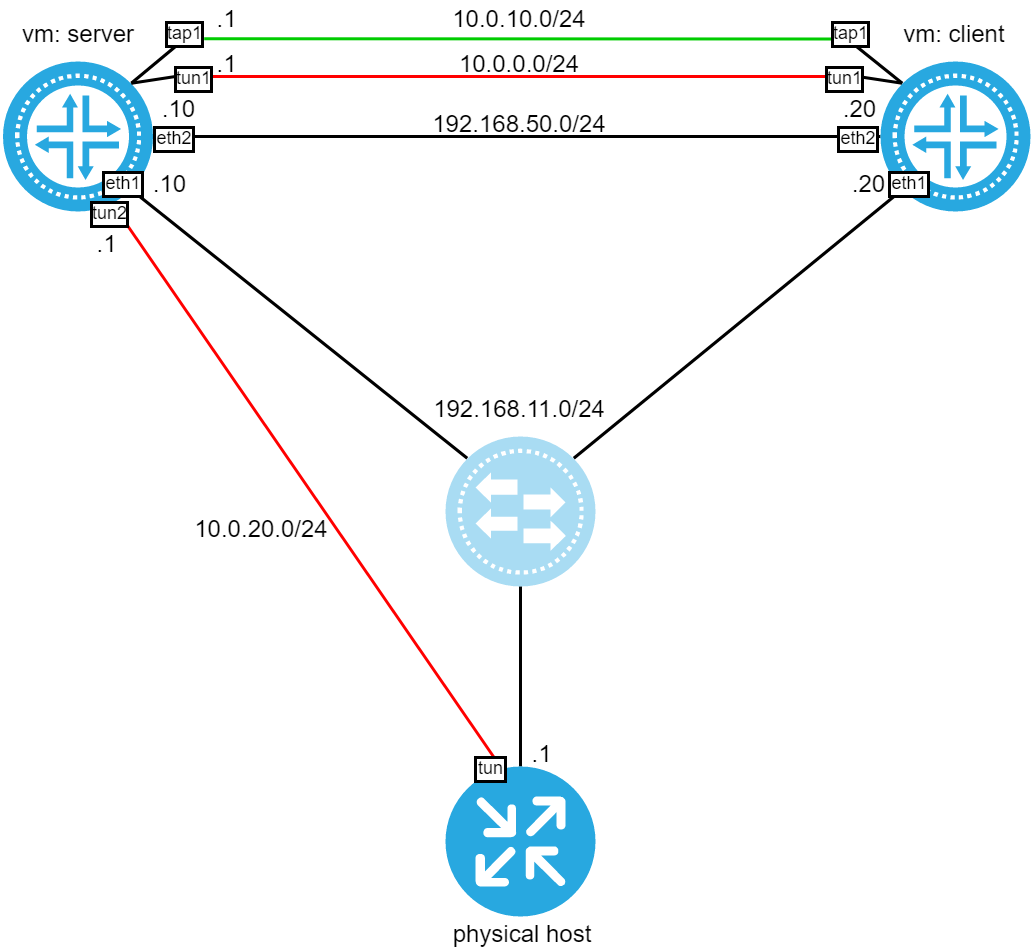 .1
10.0.10.0/24
vm: server
tap1
tap1
vm: client
.1
10.0.0.0/24
tun1
tun1
.10
.20
192.168.50.0/24
eth2
eth2
eth1
.10
.20
eth1
tun2
.1
192.168.11.0/24
10.0.20.0/24
.1
tun
physical host